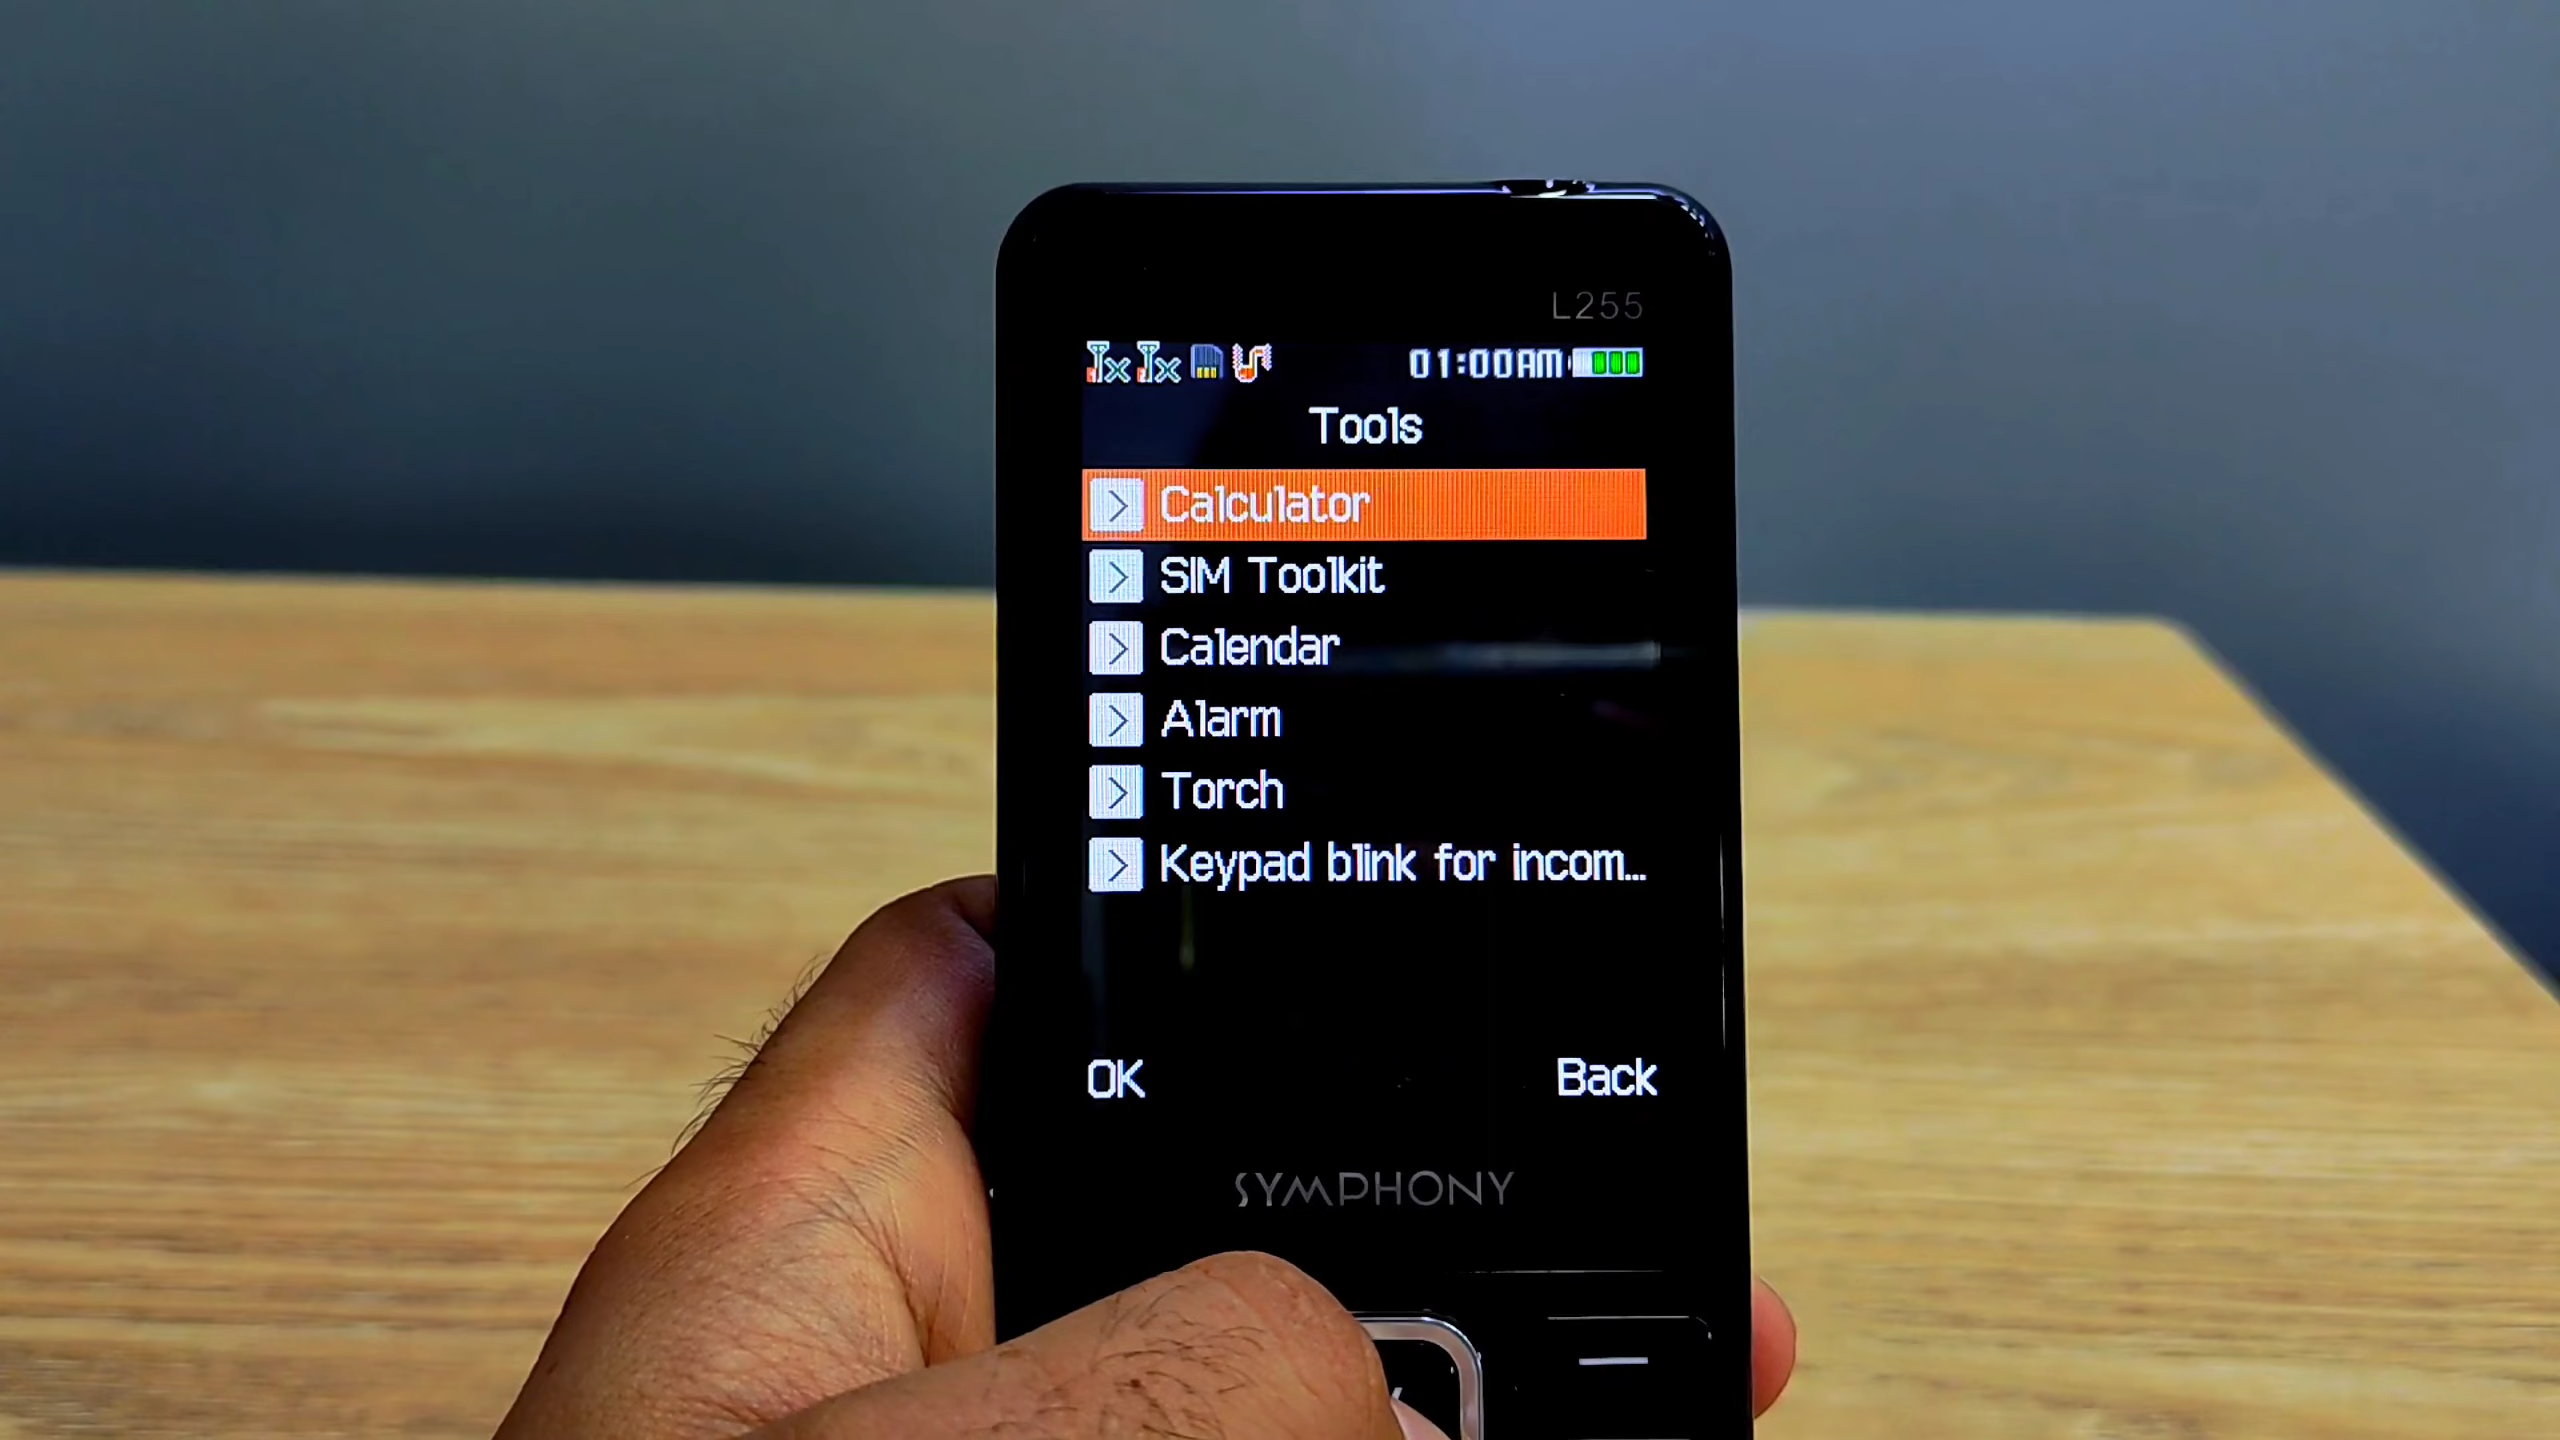 L255
01:00AM
Tools
Calculator
SIM Toolkit
Calendar
Alarm
Torch
Keypad blink for incom...
OK Back
SYMPHONY